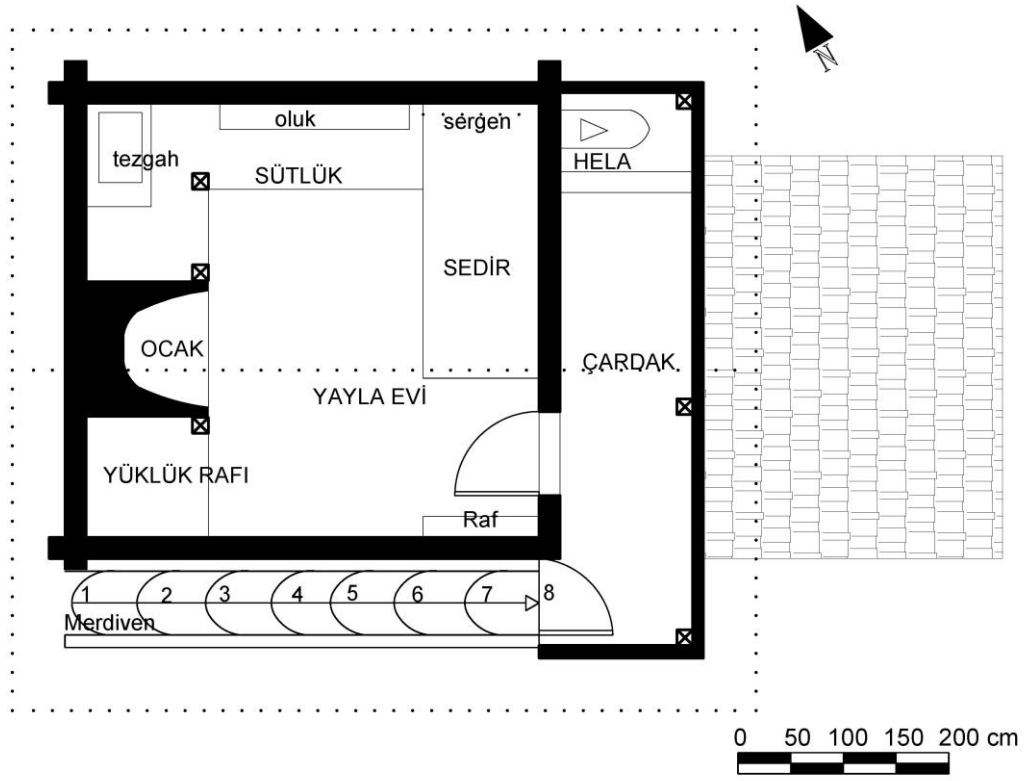 N
oluk
sergen
tezgah
HELA
SÜTLÜK
SEDİR
OCAK
ÇARDAK
YAYLA EVİ
YÜKLÜK RAFI
Raf
1 2 3 4 5 6 7 8
Merdiven
0 50 100 150 200 cm